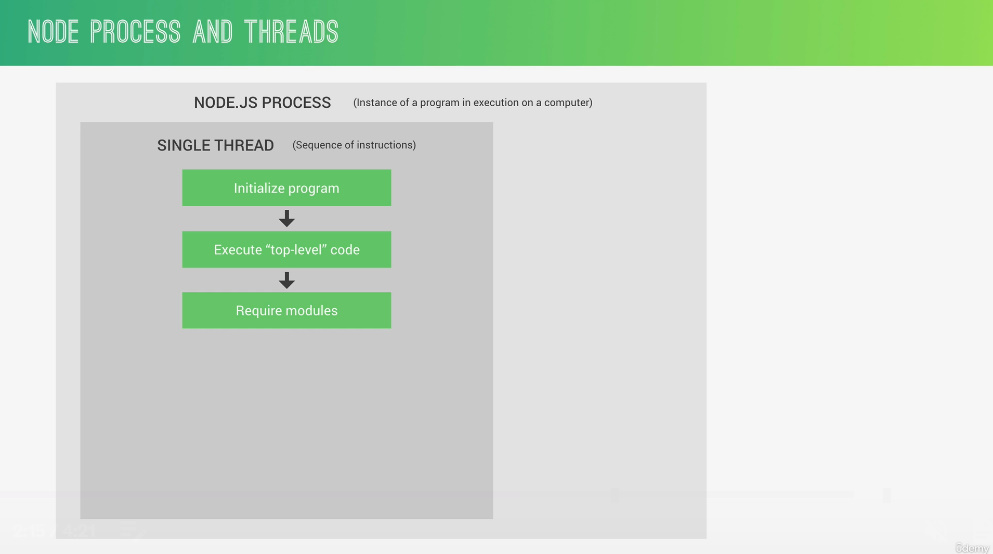 NODE PROCESS AND THREADS
NODE.JS PROCESS (Instance of a program in execution on a computer)
SINGLE THREAD (Sequence of instructions)
Initialize program
Execute “top-level” code
Require modules
ûdemy